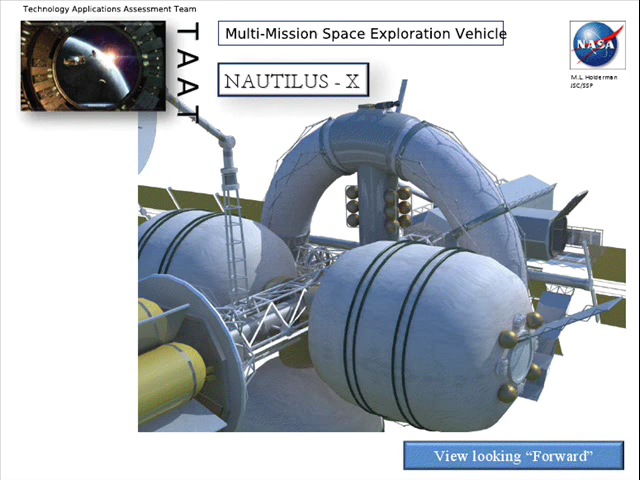 Technology Applications Assessment Team
TAAT
Multi-Mission Space Exploration Vehicle
NAUTILUS - X
NASA
M.L Holderman
JSC/SSP
View looking “Forward”